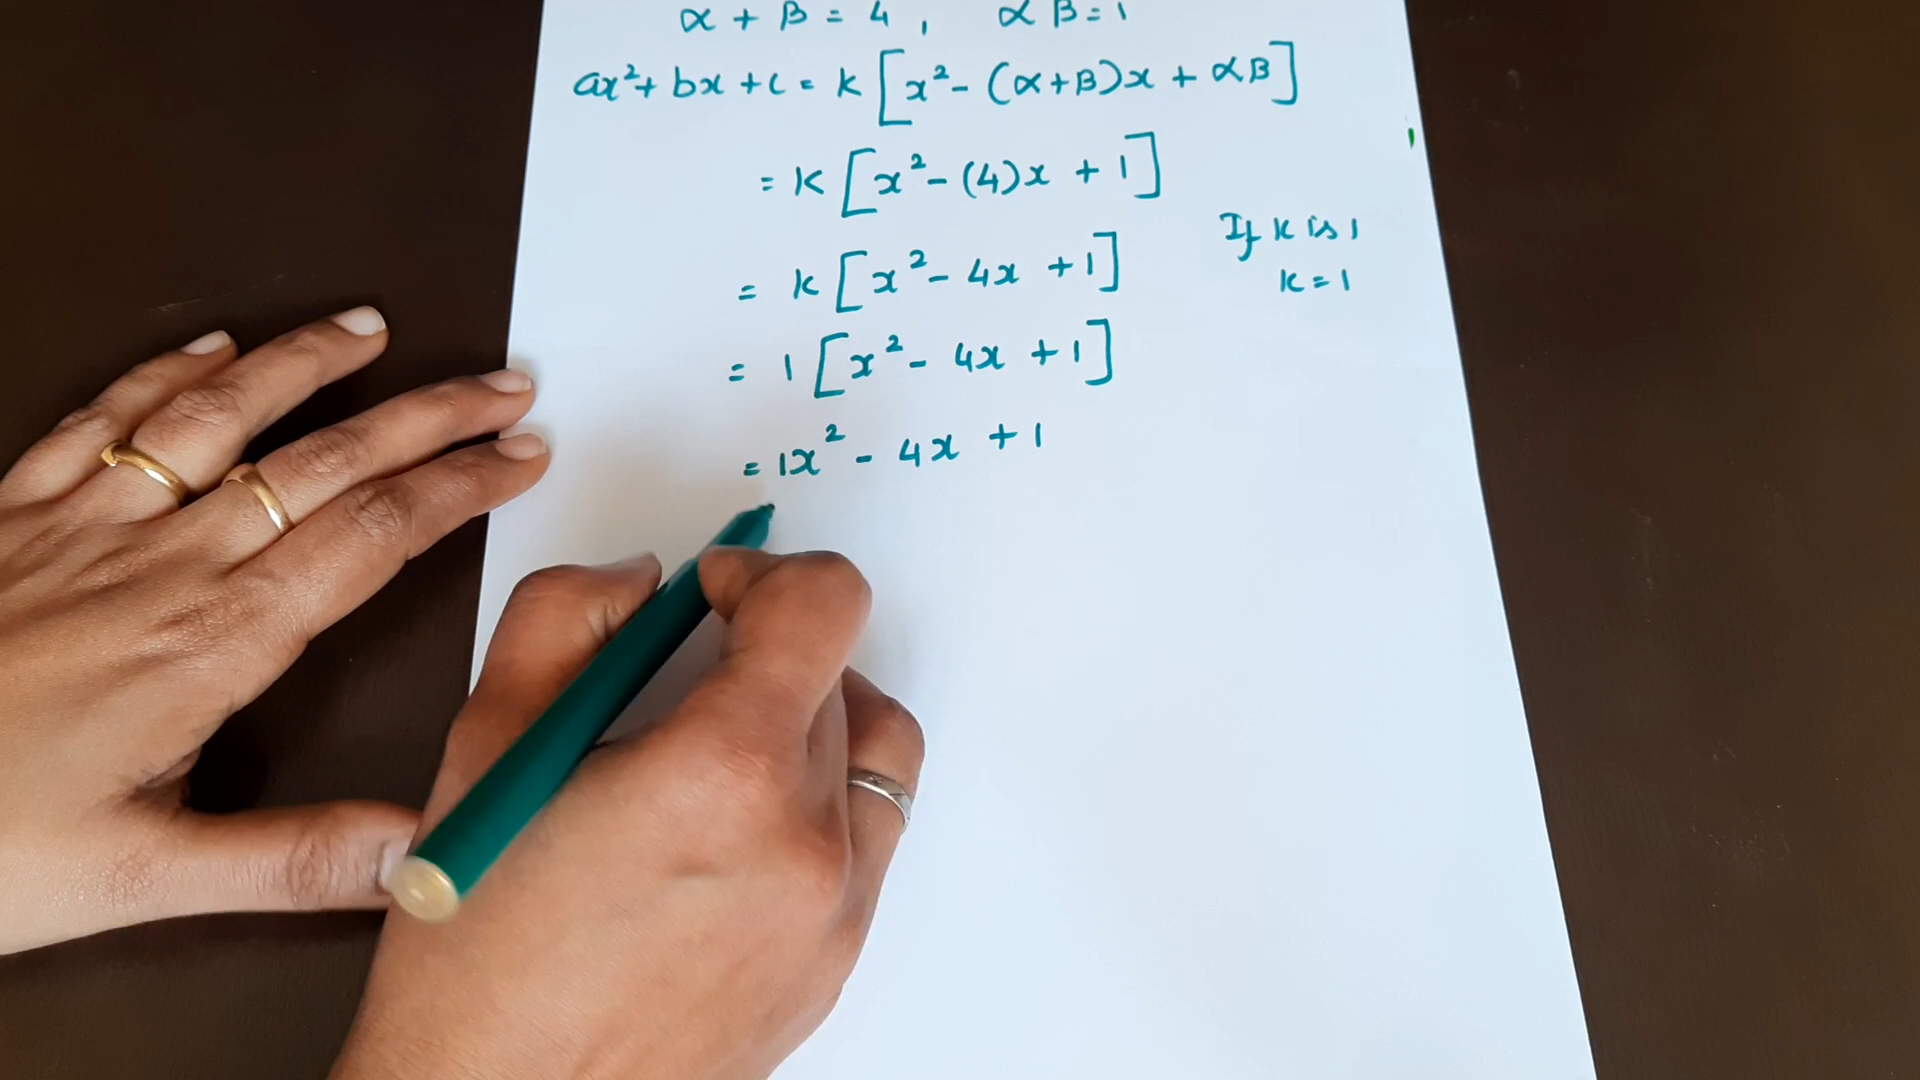 α + β = 4, αβ = 1
ax² + bx + c = k [x² - (α+β)x + αβ]
= k [x² - (4)x + 1]
= k [x² - 4x + 1]
If k is 1
k = 1
= 1 [x² - 4x + 1]
= 1x² - 4x + 1